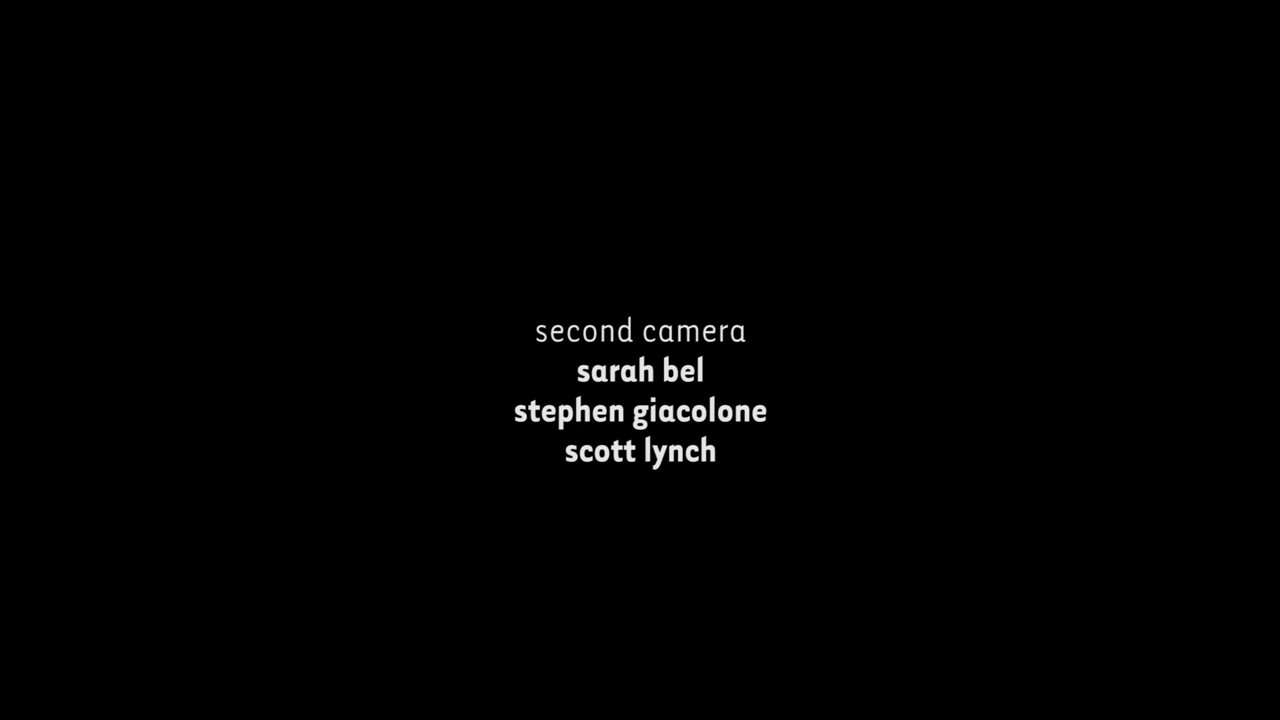 second camera
sarah bel
stephen giacolone
scott lynch